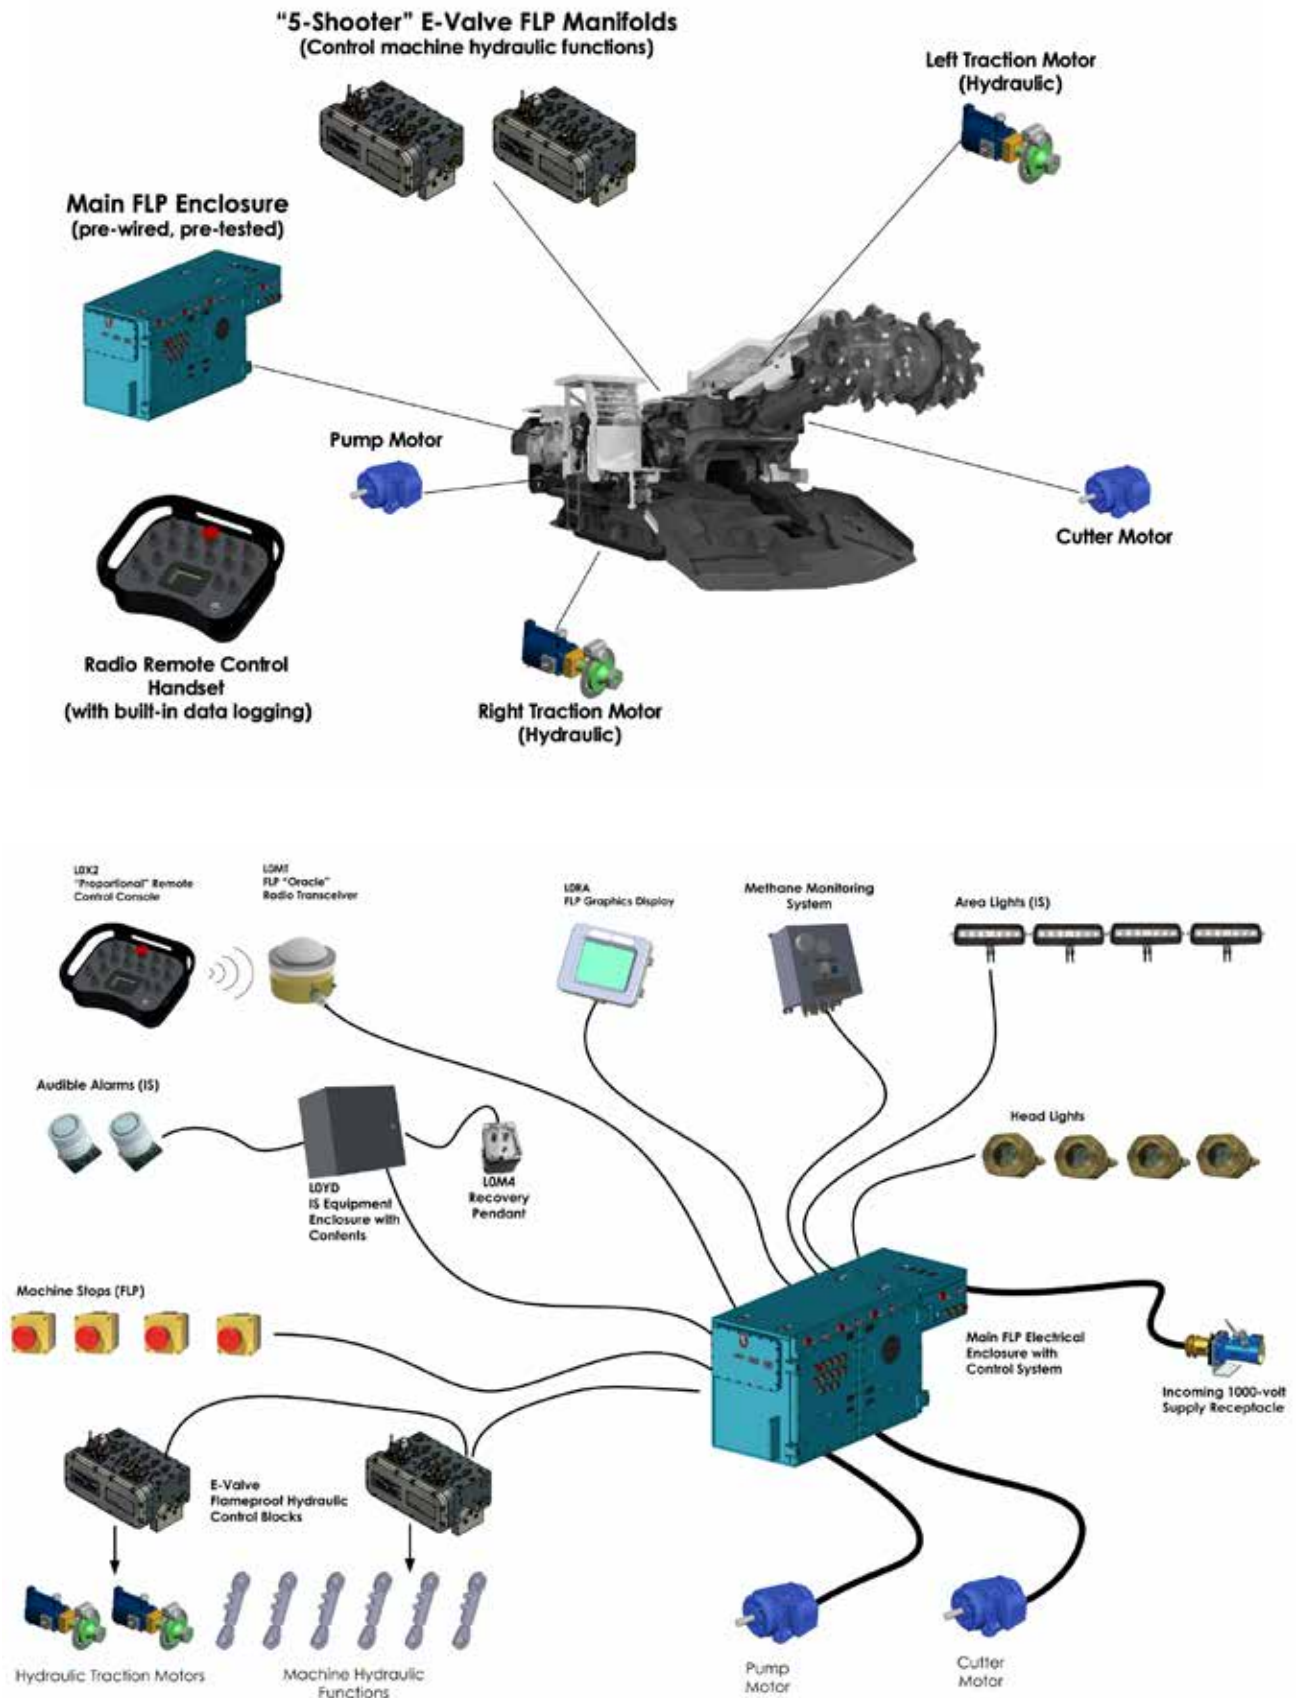 "5-Shooter" E-Valve FLP Manifolds
(Control machine hydraulic functions)
Left Traction Motor
(Hydraulic)
Main FLP Enclosure
(pre-wired, pre-tested)
Pump Motor
Cutter Motor
Radio Remote Control
Handset
(with built-in data logging)
Right Traction Motor
(Hydraulic)
L0X2
"Proportional" Remote
Control Console
L0MT
FLP "Oracle"
Radio Transceiver
L0RA
FLP Graphics Display
Methane Monitoring
System
Area Lights (IS)
Audible Alarms (IS)
Head Lights
L0YD
IS Equipment
Enclosure with
Contents
L0M4
Recovery
Pendant
Machine Stops (FLP)
Main FLP Electrical
Enclosure with
Control System
Incoming 1000-volt
Supply Receptacle
E-Valve
Flameproof Hydraulic
Control Blocks
Hydraulic Traction Motors
Machine Hydraulic
Functions
Pump
Motor
Cutter
Motor